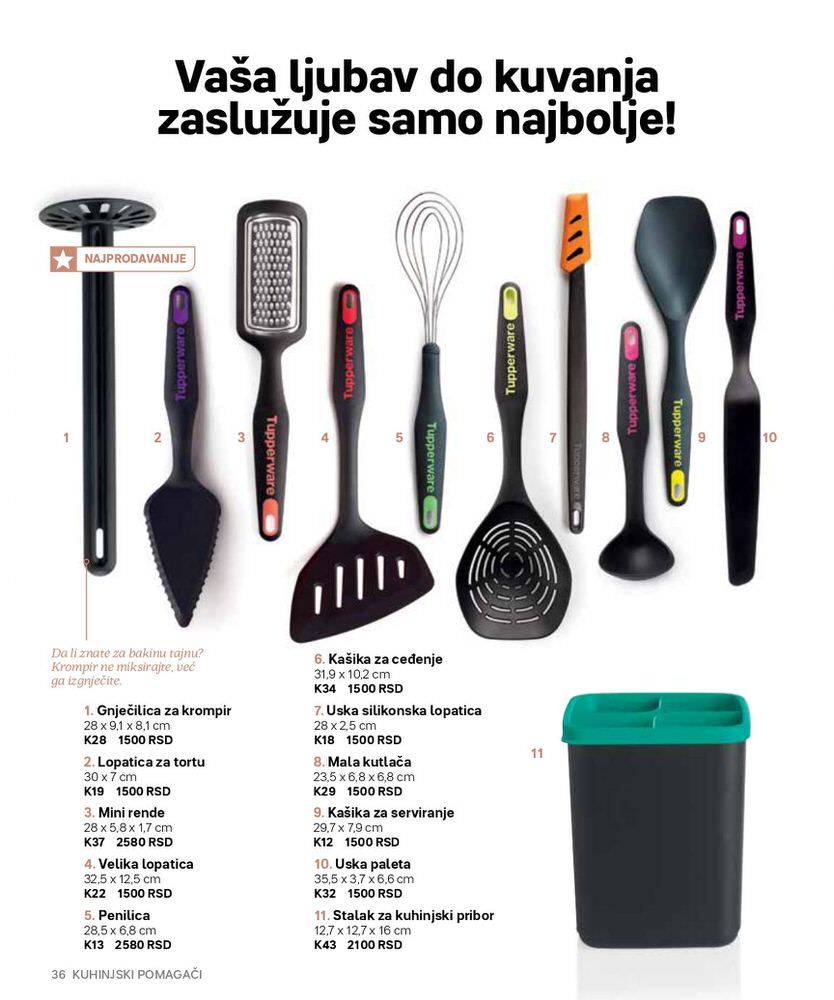 Vaša ljubav do kuvanja
zaslužuje samo najbolje!
NAJPRODAVANIJE
Tupperware
Tupperware
Tupperware
Tupperware
Tupperware
Tupperware
Tupperware
Tupperware
Tupperware
1
2
3
4
5
6
7
8
9
10
Da li znate za bakinu tajnu?
Krompir ne miksirajte, već
ga izgnječite.
1. Gnječilica za krompir
28 x 9,1 x 8,1 cm
K28 1500 RSD
2. Lopatica za tortu
30 x 7 cm
K19 1500 RSD
3. Mini rende
28 x 5,8 x 1,7 cm
K37 2580 RSD
4. Velika lopatica
32,5 x 12,5 cm
K22 1500 RSD
5. Penilica
28,5 x 6,8 cm
K13 2580 RSD
6. Kašika za ceđenje
31,9 x 10,2 cm
K34 1500 RSD
7. Uska silikonska lopatica
28 x 2,5 cm
K18 1500 RSD
8. Mala kutlača
23,5 x 6,8 x 6,8 cm
K29 1500 RSD
9. Kašika za serviranje
29,7 x 7,9 cm
K12 1500 RSD
10. Uska paleta
35,5 x 3,7 x 6,6 cm
K32 1500 RSD
11. Stalak za kuhinjski pribor
12,7 x 12,7 x 16 cm
K43 2100 RSD
11
36 KUHINJSKI POMAGAČI